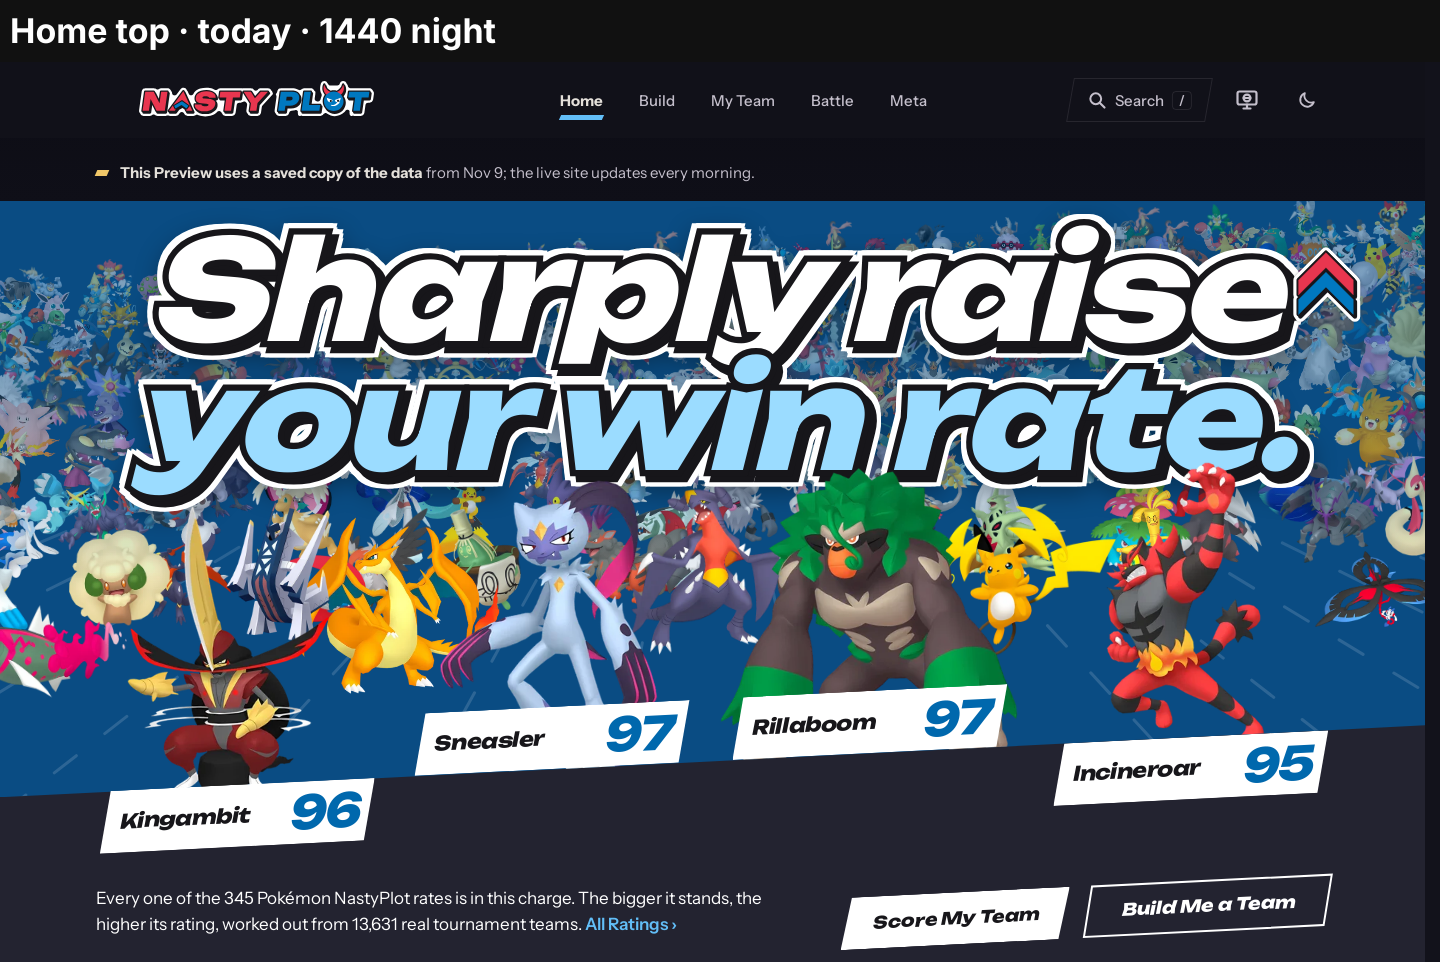 Home top · today · 1440 night
NASTY PLOT
Home Build My Team Battle Meta
Search /
This Preview uses a saved copy of the data from Nov 9; the live site updates every morning.
Sharply raise
your win rate.
Sneasler 97
Rillaboom 97
Incineroar 95
Kingambit 96
Every one of the 345 Pokémon NastyPlot rates is in this charge. The bigger it stands, the
higher its rating, worked out from 13,631 real tournament teams. All Ratings ›
Score My Team
Build Me a Team